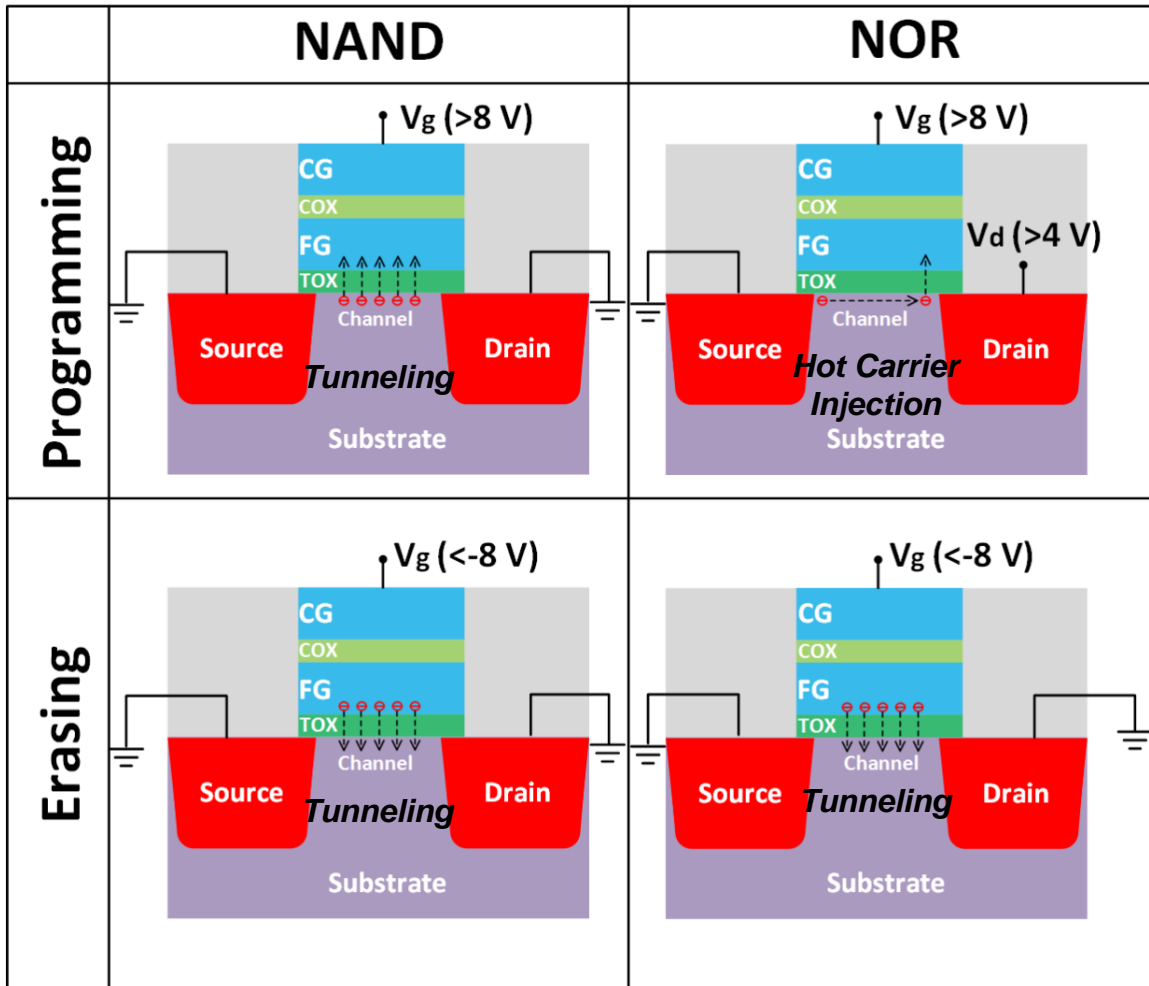 NAND
NOR
Programming
Vg (>8 V)
CG
COX
FG
TOX
Channel
Source
Drain
Tunneling
Substrate
Vg (>8 V)
CG
COX
FG
Vd (>4 V)
TOX
Channel
Source
Drain
Hot Carrier
Injection
Substrate
Erasing
Vg (<-8 V)
CG
COX
FG
TOX
Channel
Source
Drain
Tunneling
Substrate
Vg (<-8 V)
CG
COX
FG
TOX
Channel
Source
Drain
Tunneling
Substrate